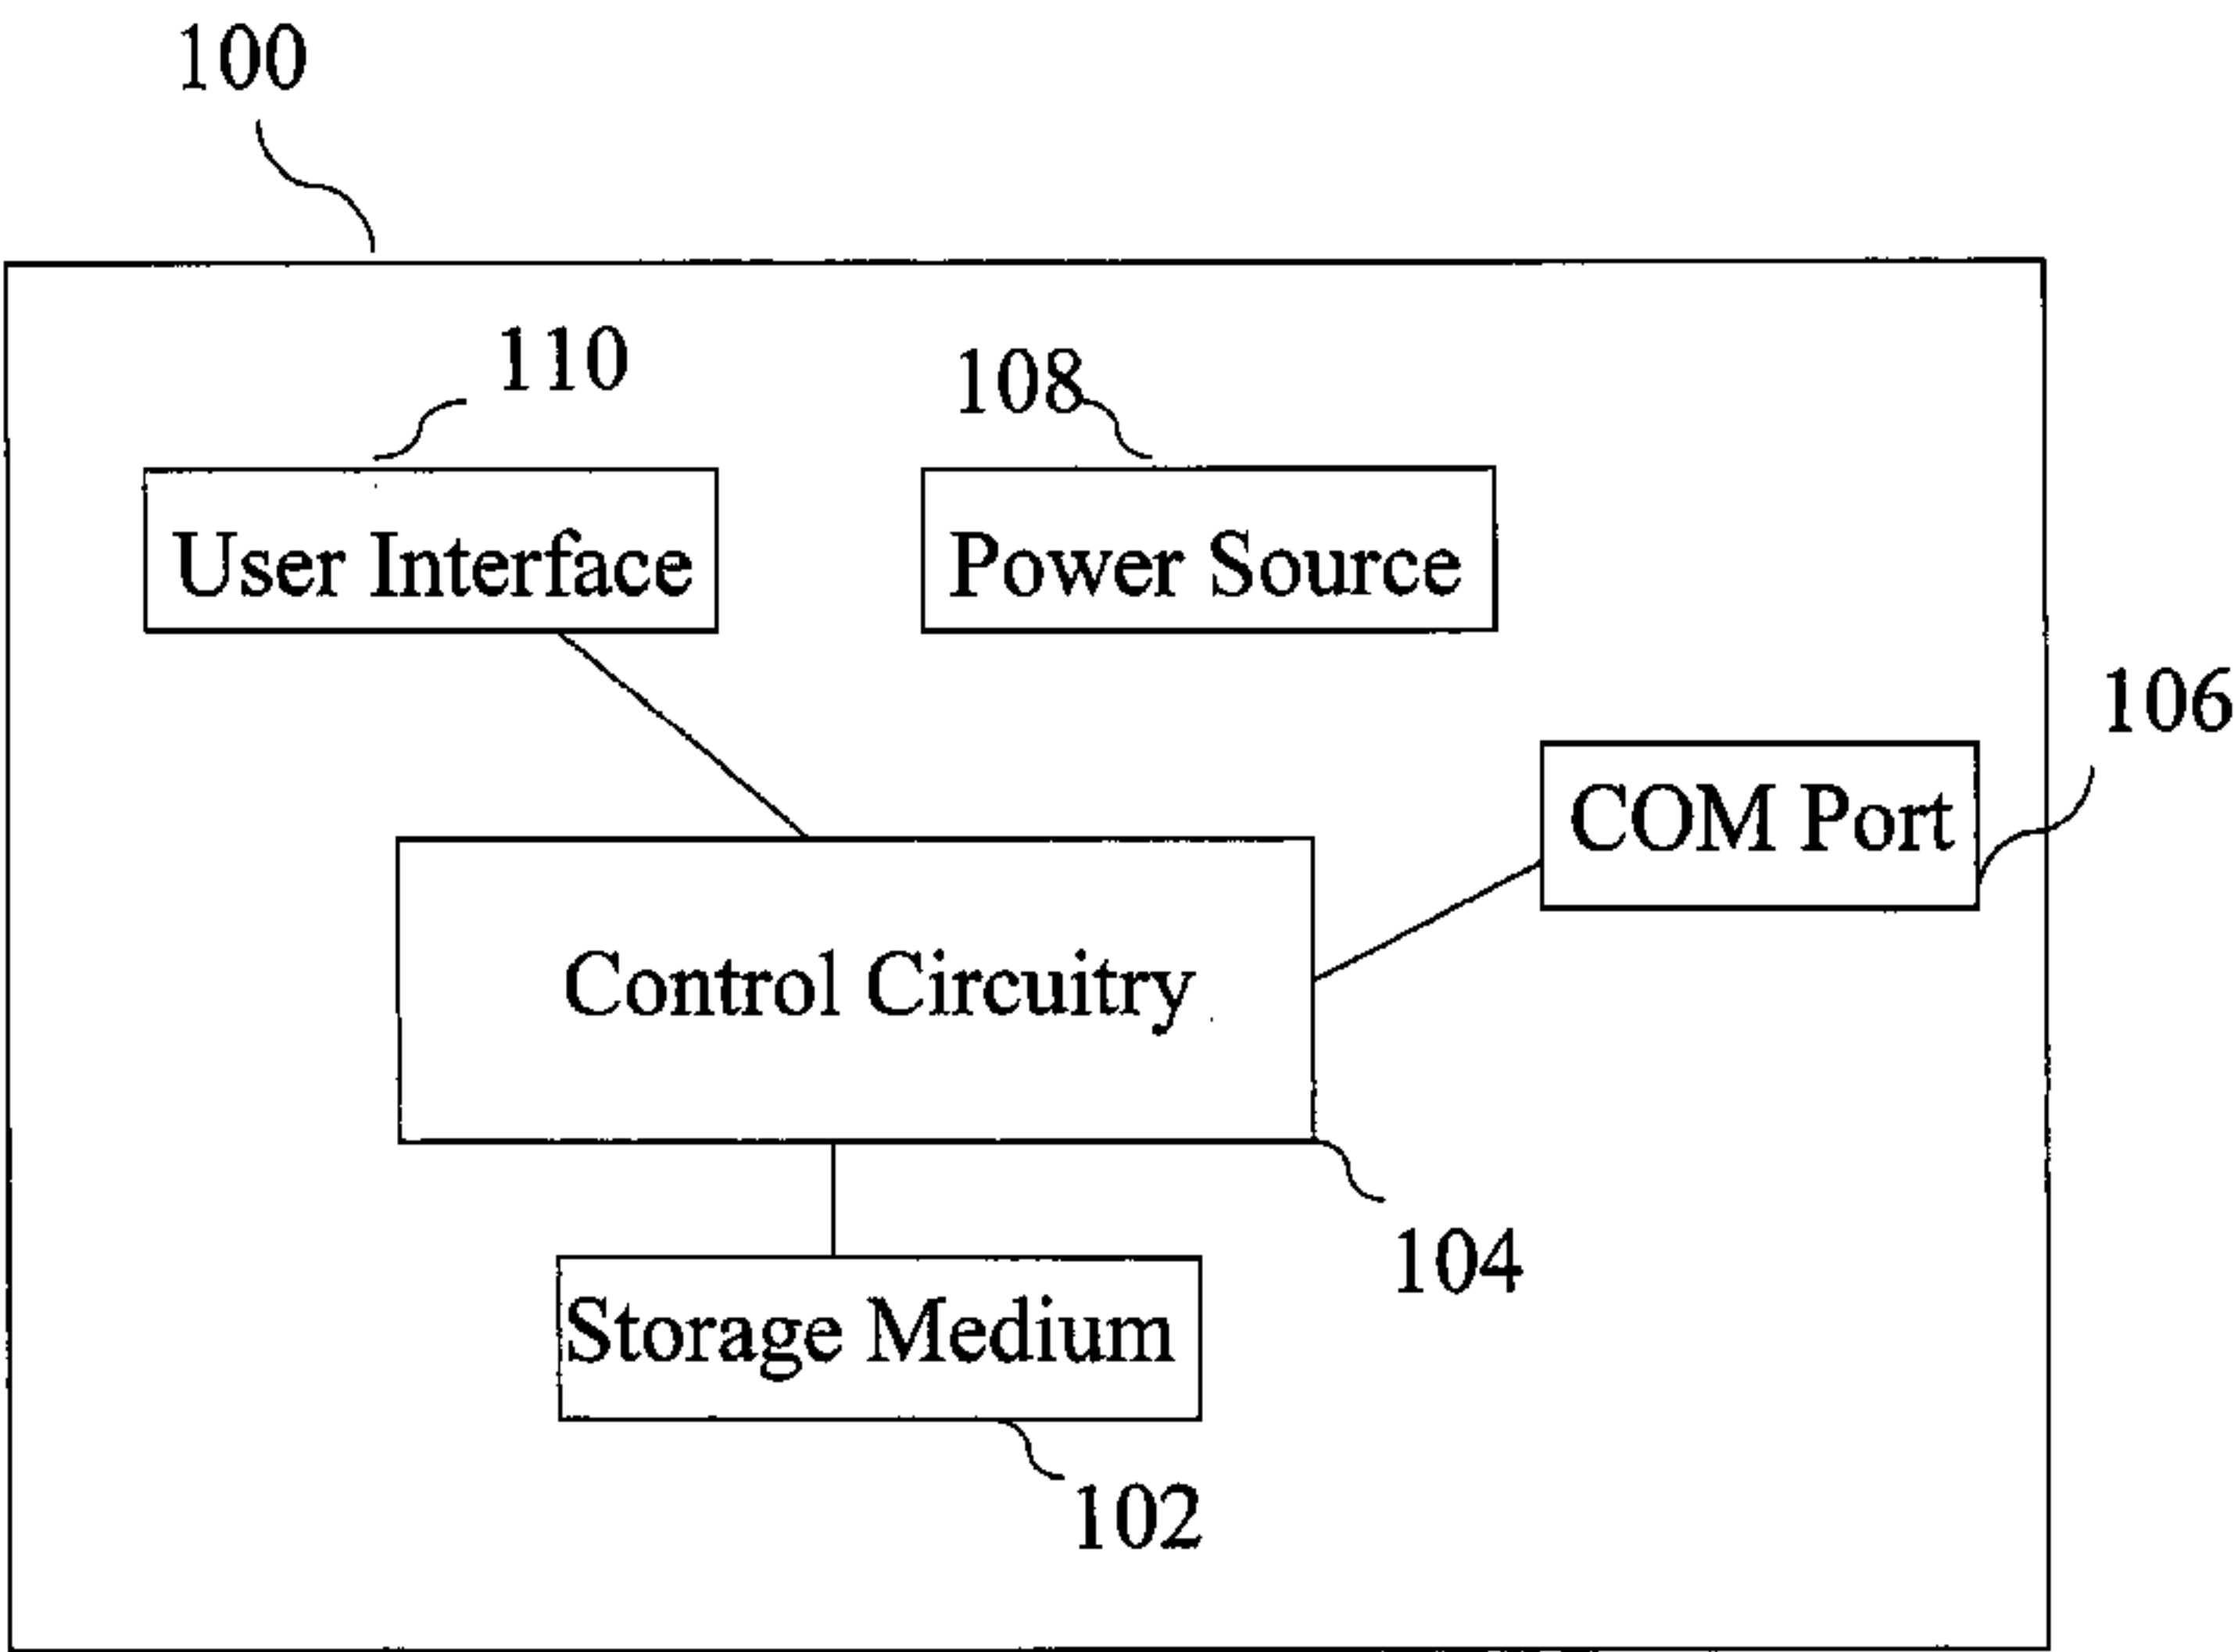 100
110
108
User Interface
Power Source
106
COM Port
Control Circuitry
104
Storage Medium
102